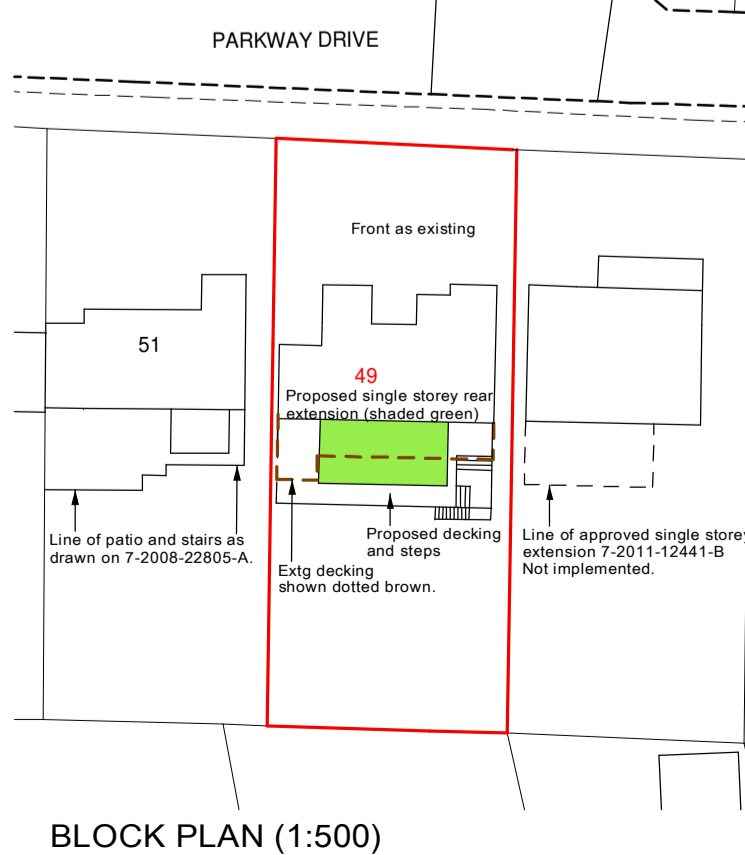 PARKWAY DRIVE
Front as existing
51
49
Proposed single storey rear
extension (shaded green)
Line of patio and stairs as
drawn on 7-2008-22805-A.
Extg decking
shown dotted brown.
Proposed decking
and steps
Line of approved single storey
extension 7-2011-12441-B
Not implemented.
BLOCK PLAN (1:500)